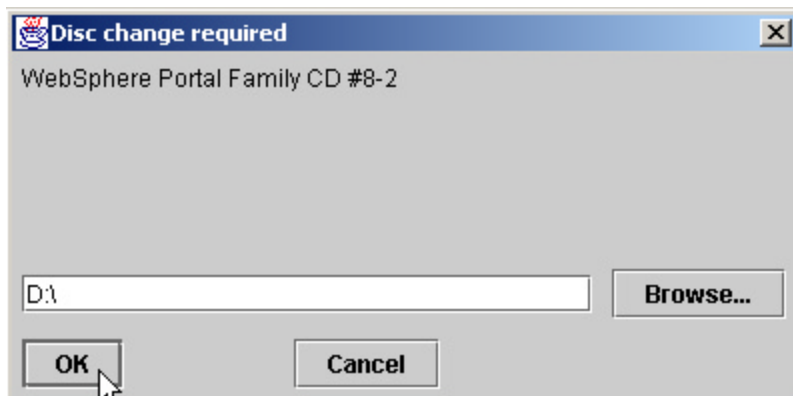 Disc change required
WebSphere Portal Family CD #8-2
D:\
Browse...
OK
Cancel